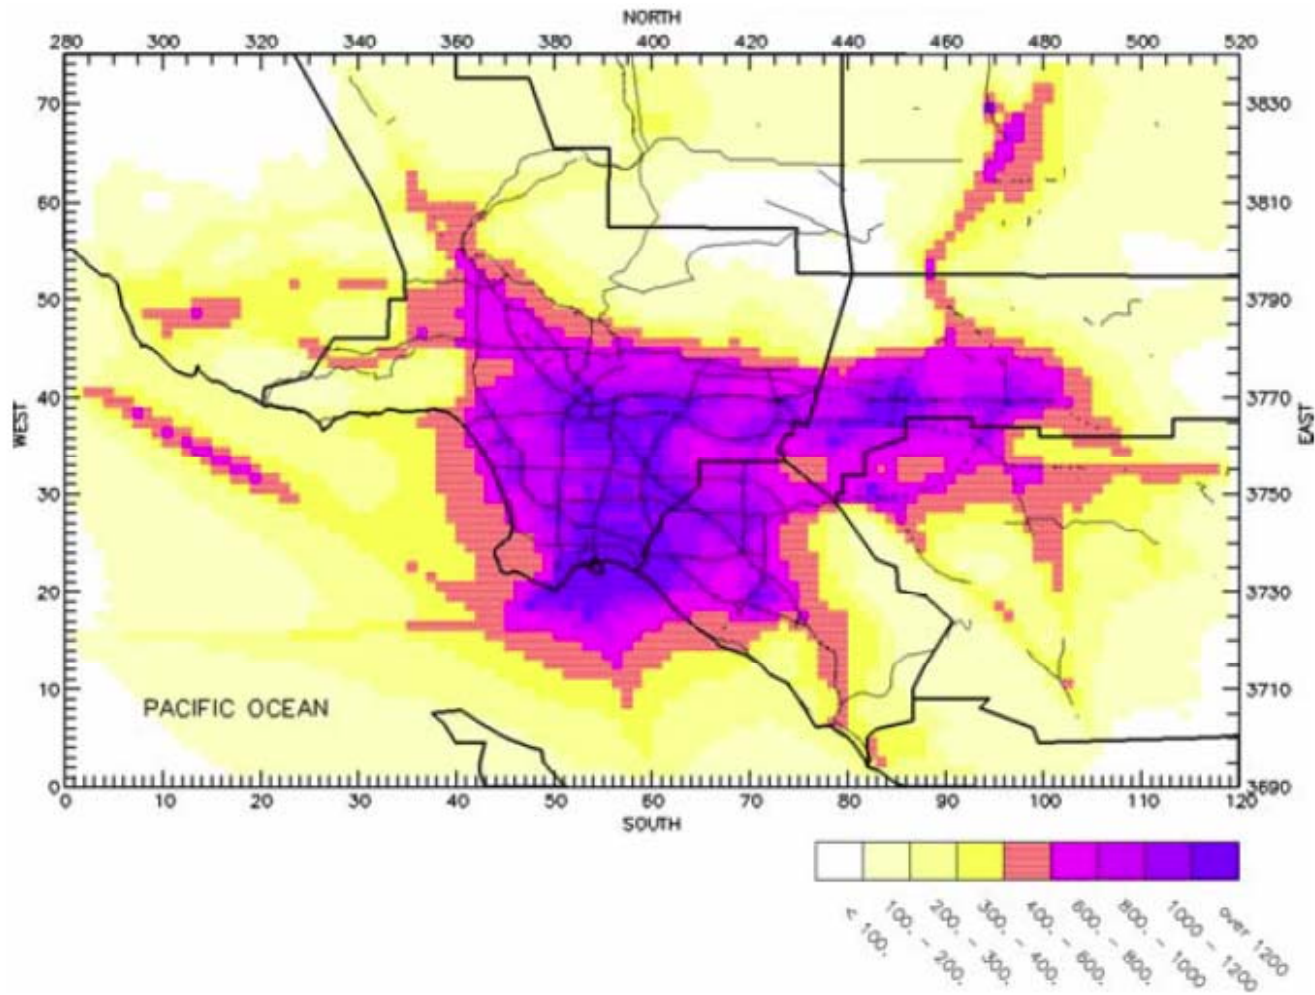 NORTH
280 300 320 340 360 380 400 420 440 460 480 500 520
70 3830
60 3810
50 3790
WEST 40 3770 EAST
30 3750
20 3730
10 3710
PACIFIC OCEAN
0 3690
0 10 20 30 40 50 60 70 80 90 100 110 120
SOUTH
< 100.
100. – 200.
200. – 300.
300. – 400.
400. – 600.
600. – 800.
800. – 1000
1000 – 1200
over 1200